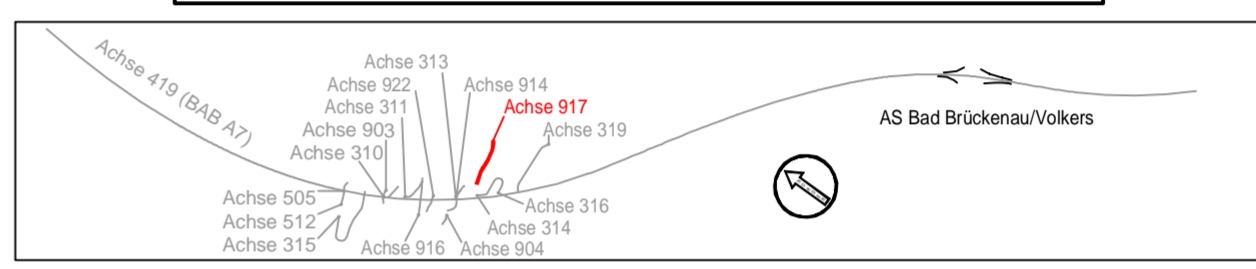 Achse 419 (BAB A7)
Achse 313
Achse 922
Achse 914
Achse 311
Achse 917
Achse 903
Achse 319
Achse 310
AS Bad Brückenau/Volkers
Achse 505
Achse 316
Achse 512
Achse 314
Achse 315
Achse 916
Achse 904